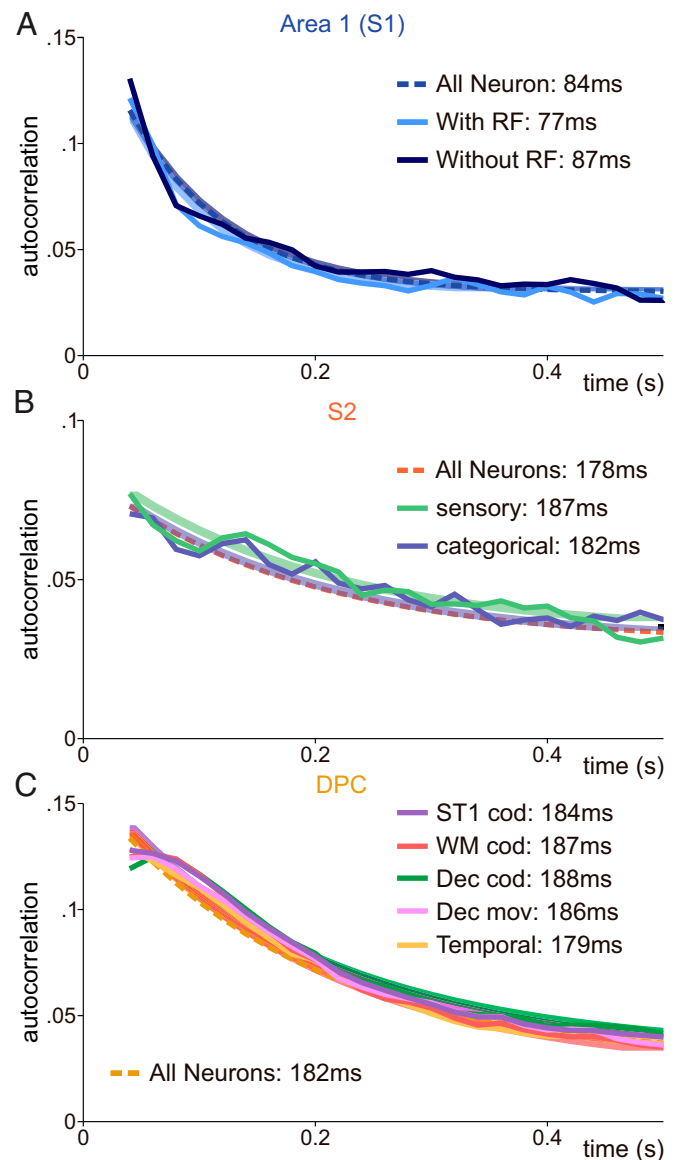 A
Area 1 (S1)
.15
All Neuron: 84ms
With RF: 77ms
.1
Without RF: 87ms
autocorrelation
.05
0
0
0.2
0.4
time (s)
B
S2
.1
All Neurons: 178ms
sensory: 187ms
categorical: 182ms
autocorrelation
.05
0
0
0.2
0.4
time (s)
C
DPC
.15
ST1 cod: 184ms
WM cod: 187ms
Dec cod: 188ms
.1
Dec mov: 186ms
Temporal: 179ms
autocorrelation
.05
All Neurons: 182ms
0
0
0.2
0.4
time (s)